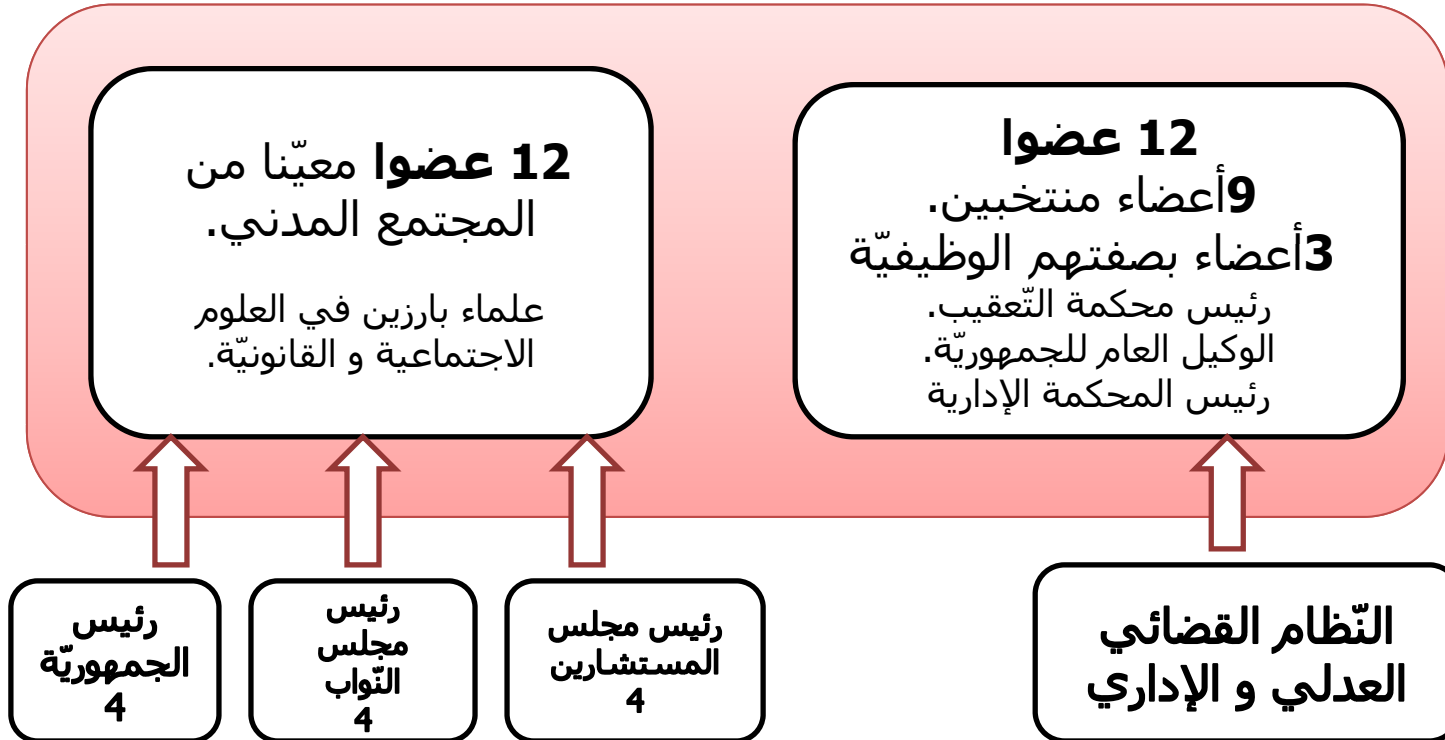 12 عضوا
9أعضاء منتخبين.
3أعضاء بصفتهم الوظيفيّة
رئيس محكمة التّعقيب.
الوكيل العام للجمهوريّة.
رئيس المحكمة الإدارية
12 عضوا معيّنا من
المجتمع المدني.
علماء بارزين في العلوم
الاجتماعية و القانونيّة.
النّظام القضائي
العدلي و الإداري
رئيس مجلس
المستشارين
4
رئيس
مجلس
النّواب
4
رئيس
الجمهوريّة
4